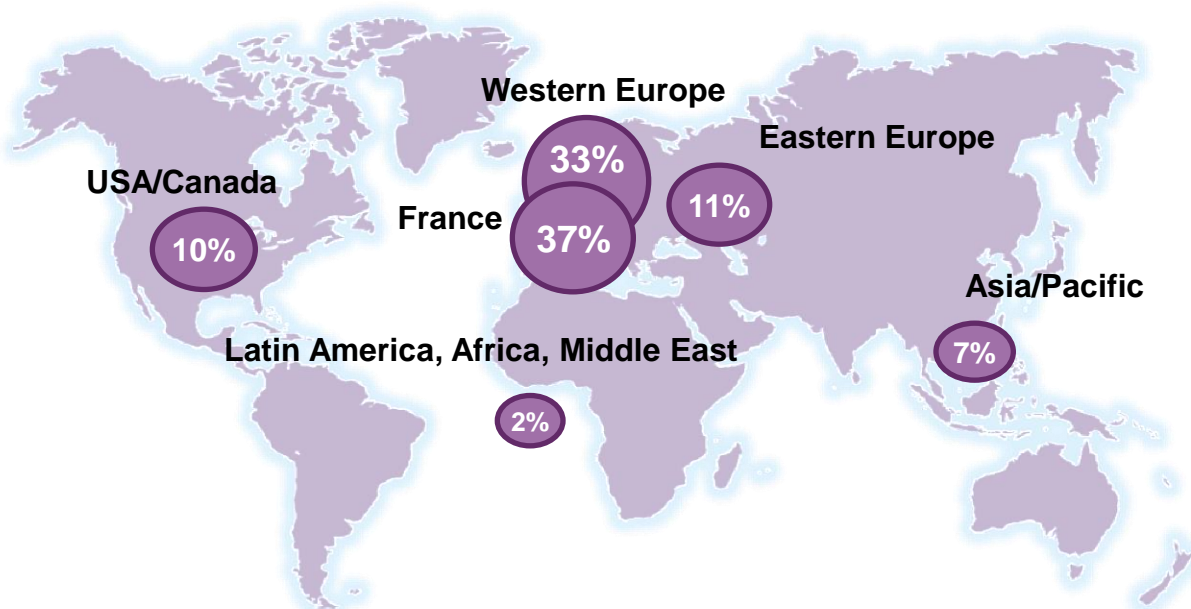 Western Europe
33%
Eastern Europe
11%
USA/Canada
10%
France
37%
Asia/Pacific
7%
Latin America, Africa, Middle East
2%